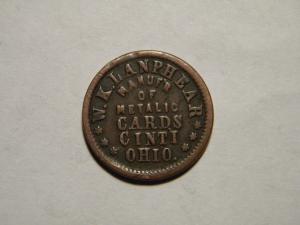 W.K.LANPHEAR
MANUF'R
OF
METALIC
CARDS
CINTI
OHIO.